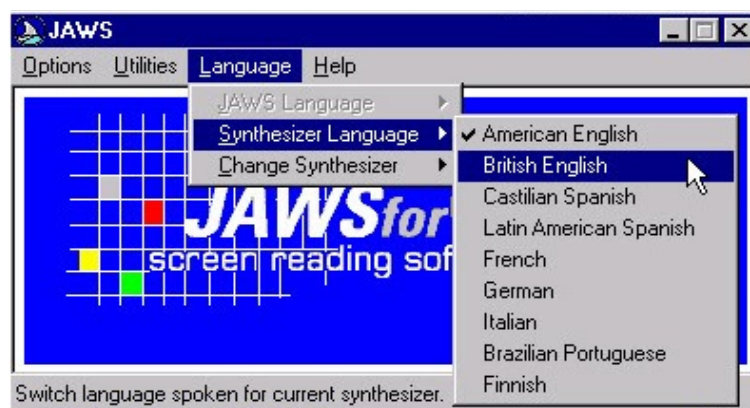 JAWS
Options Utilities Language Help
JAWS Language
Synthesizer Language
Change Synthesizer
American English
British English
Castilian Spanish
Latin American Spanish
French
German
Italian
Brazilian Portuguese
Finnish
JAWSfor
screen reading sof
Switch language spoken for current synthesizer.